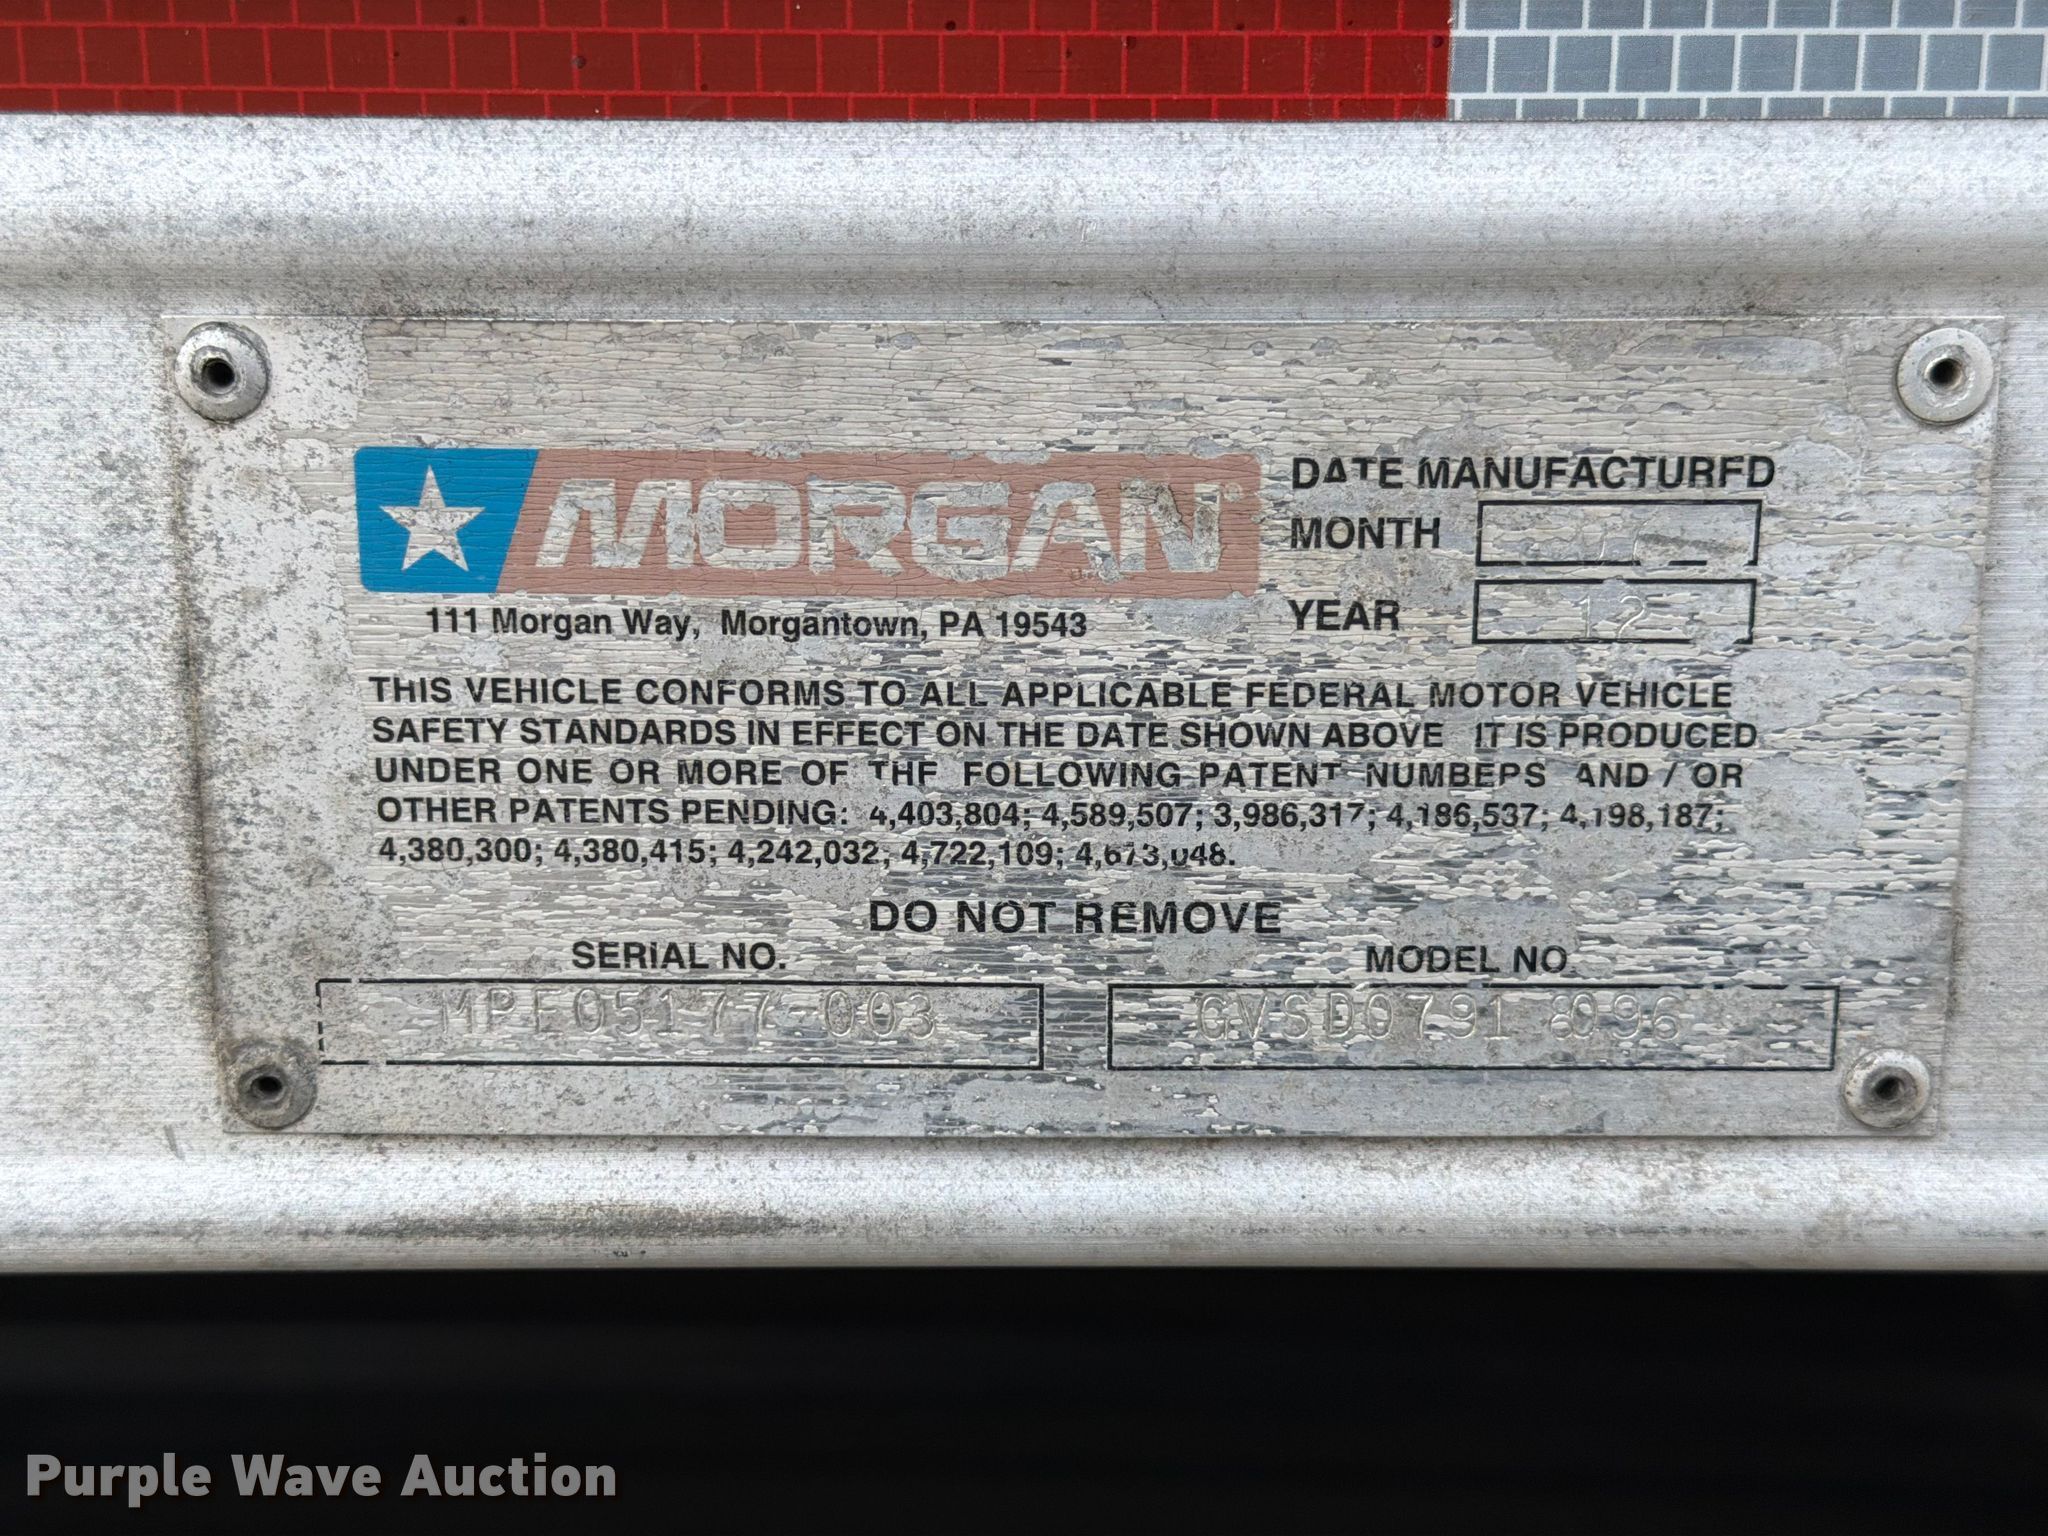 MORGAN
DATE MANUFACTURED
MONTH
111 Morgan Way, Morgantown, PA 19543
YEAR 12
THIS VEHICLE CONFORMS TO ALL APPLICABLE FEDERAL MOTOR VEHICLE
SAFETY STANDARDS IN EFFECT ON THE DATE SHOWN ABOVE IT IS PRODUCED
UNDER ONE OR MORE OF THE FOLLOWING PATENT NUMBERS AND / OR
OTHER PATENTS PENDING: 4,403,804; 4,589,507; 3,986,317; 4,186,537; 4,198,187;
4,380,300; 4,380,415; 4,242,032; 4,722,109; 4,673,048.
DO NOT REMOVE
SERIAL NO. MODEL NO.
MPF05177-003
Purple Wave Auction